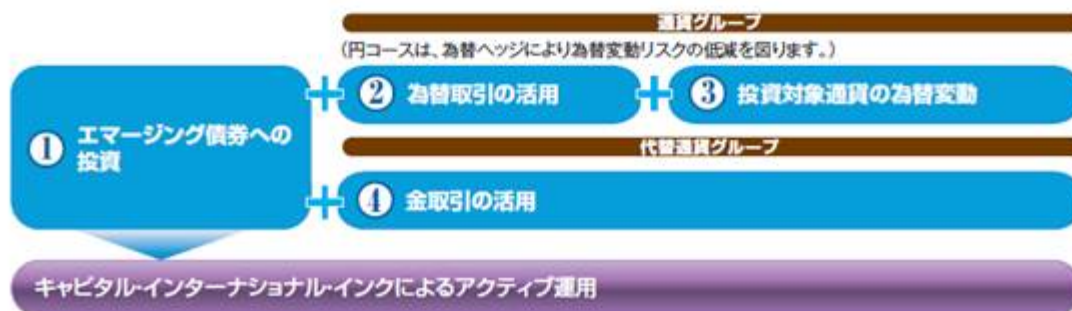 通貨グループ
(円コースは、為替ヘッジにより為替変動リスクの低減を図ります。)
① エマージング債券への
投資
+ ② 為替取引の活用 + ③ 投資対象通貨の為替変動
代替通貨グループ
+ ④ 金取引の活用
キャピタル・インターナショナル・インクによるアクティブ運用